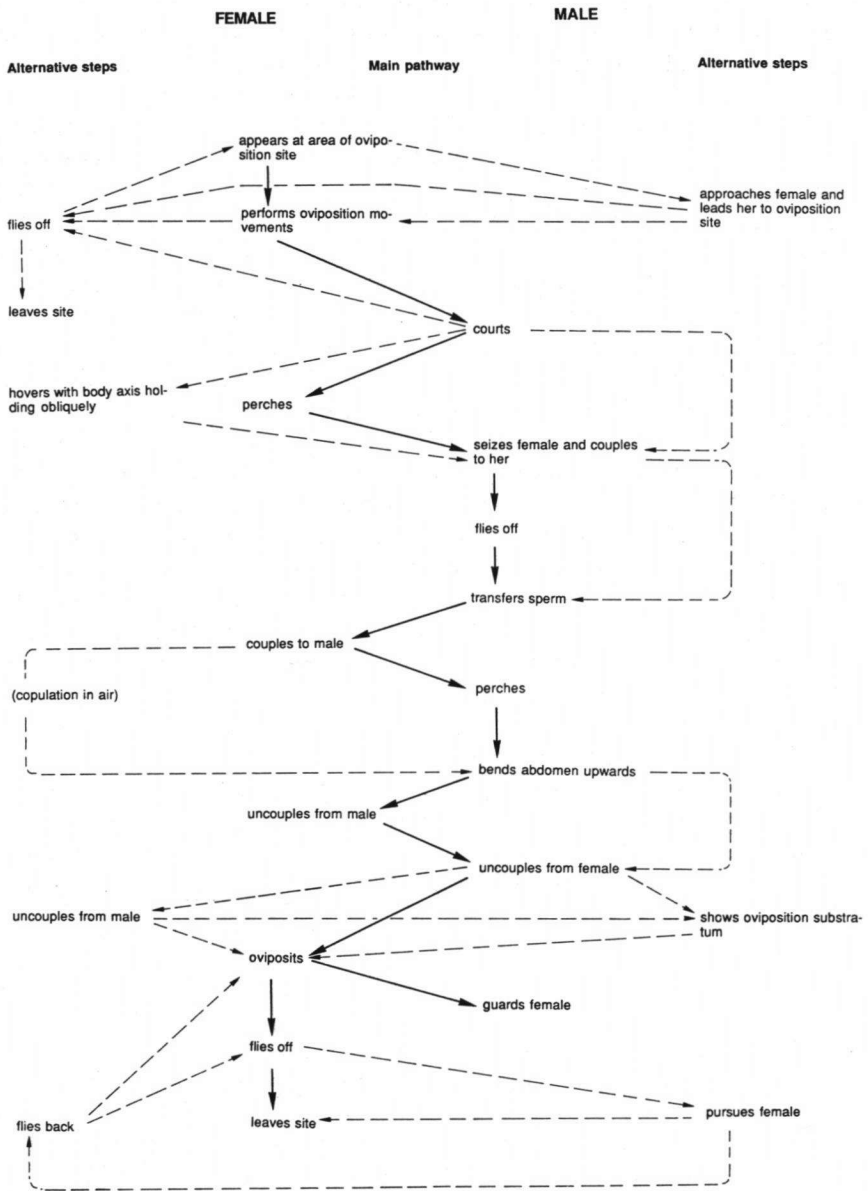 FEMALE
MALE
Alternative steps
Main pathway
Alternative steps
appears at area of ovipo-
sition site
approaches female and
leads her to oviposition
site
flies off
performs oviposition mo-
vements
leaves site
courts
hovers with body axis hol-
ding obliquely
perches
seizes female and couples
to her
flies off
transfers sperm
couples to male
perches
(copulation in air)
bends abdomen upwards
uncouples from male
uncouples from female
uncouples from male
shows oviposition substra-
tum
oviposits
guards female
flies off
flies back
leaves site
pursues female